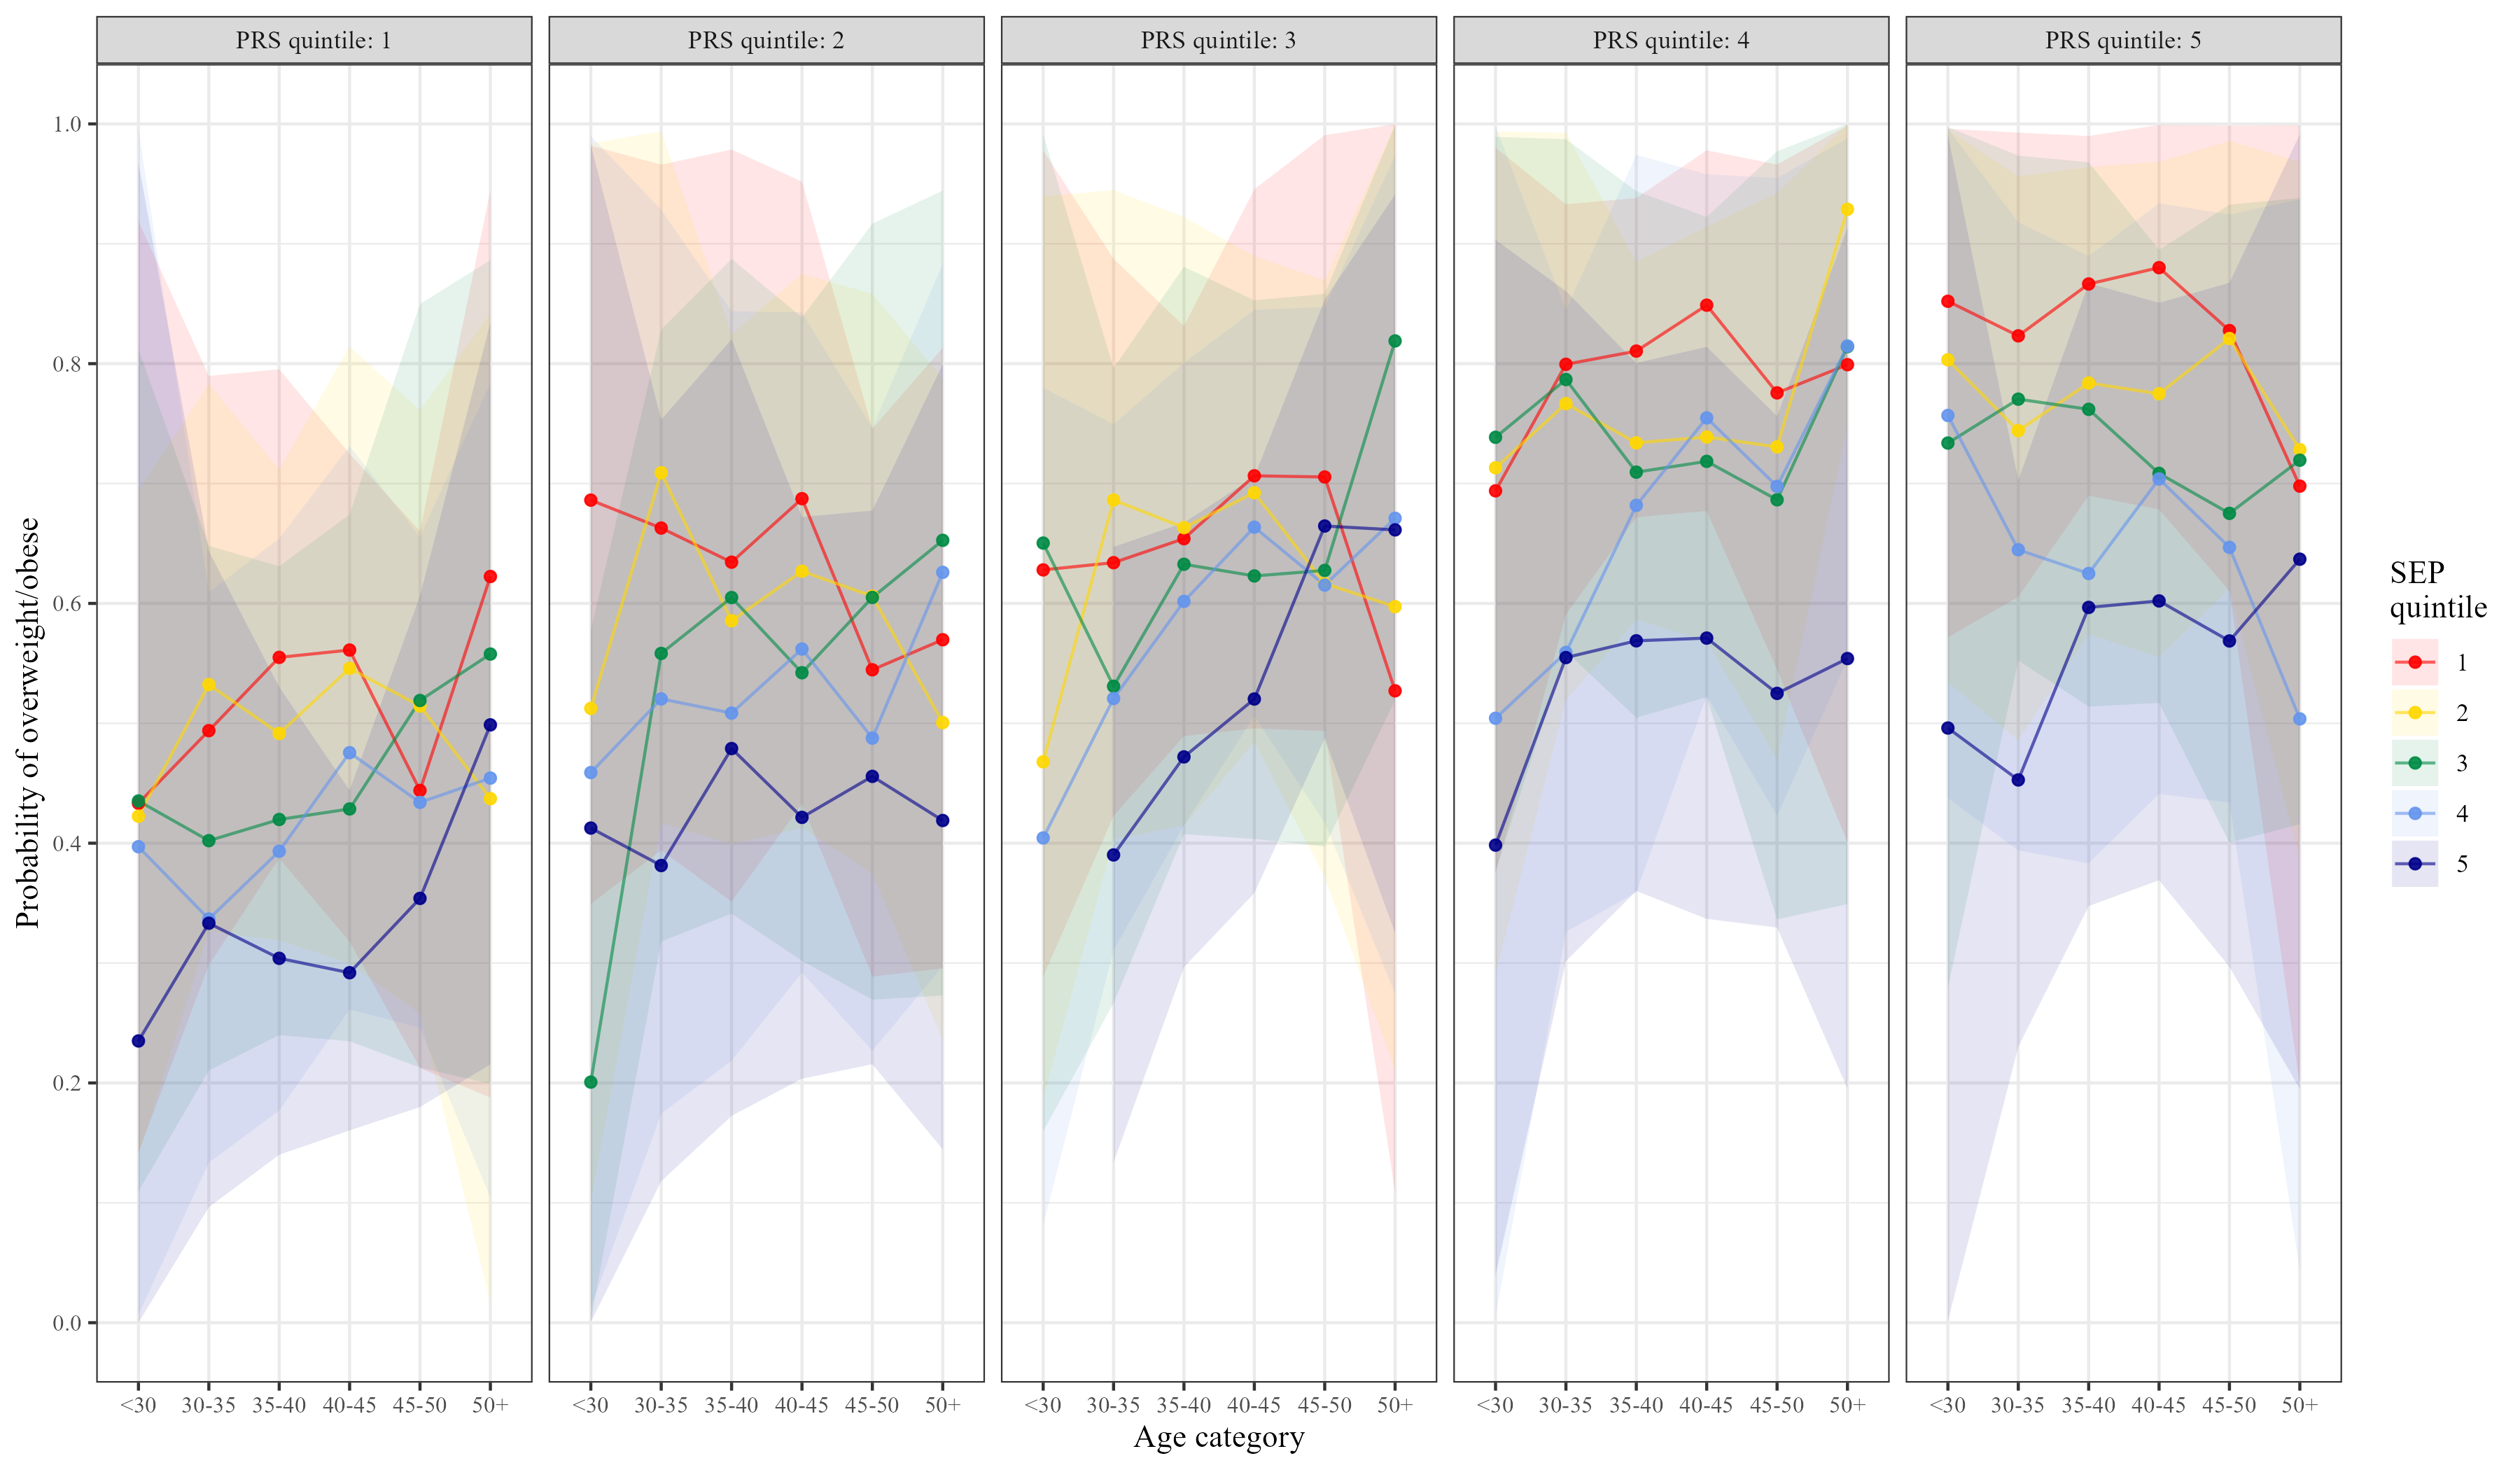 PRS quintile: 1
PRS quintile: 2
PRS quintile: 3
PRS quintile: 4
PRS quintile: 5
1.0
0.8
0.6
0.4
0.2
0.0
Probability of overweight/obese
<30 30-35 35-40 40-45 45-50 50+
<30 30-35 35-40 40-45 45-50 50+
<30 30-35 35-40 40-45 45-50 50+
<30 30-35 35-40 40-45 45-50 50+
<30 30-35 35-40 40-45 45-50 50+
Age category
SEP
quintile
1
2
3
4
5